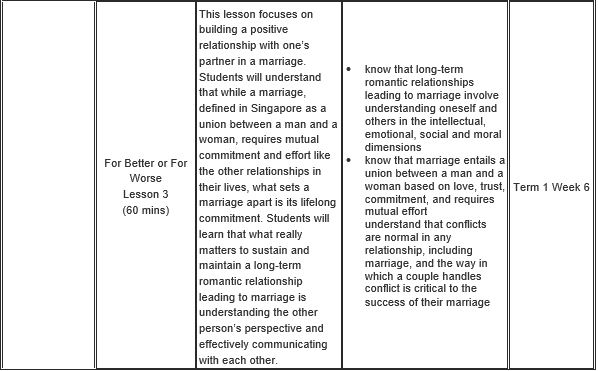 For Better or For
Worse
Lesson 3
(60 mins)
This lesson focuses on
building a positive
relationship with one's
partner in a marriage.
Students will understand
that while a marriage,
defined in Singapore as a
union between a man and a
woman, requires mutual
commitment and effort like
the other relationships in
their lives, what sets a
marriage apart is its lifelong
commitment. Students will
learn that what really
matters to sustain and
maintain a long-term
romantic relationship
leading to marriage is
understanding the other
person's perspective and
effectively communicating
with each other.
• know that long-term
romantic relationships
leading to marriage involve
understanding oneself and
others in the intellectual,
emotional, social and moral
dimensions
• know that marriage entails a
union between a man and a
woman based on love, trust,
commitment, and requires
mutual effort
understand that conflicts
are normal in any
relationship, including
marriage, and the way in
which a couple handles
conflict is critical to the
success of their marriage
Term 1 Week 6